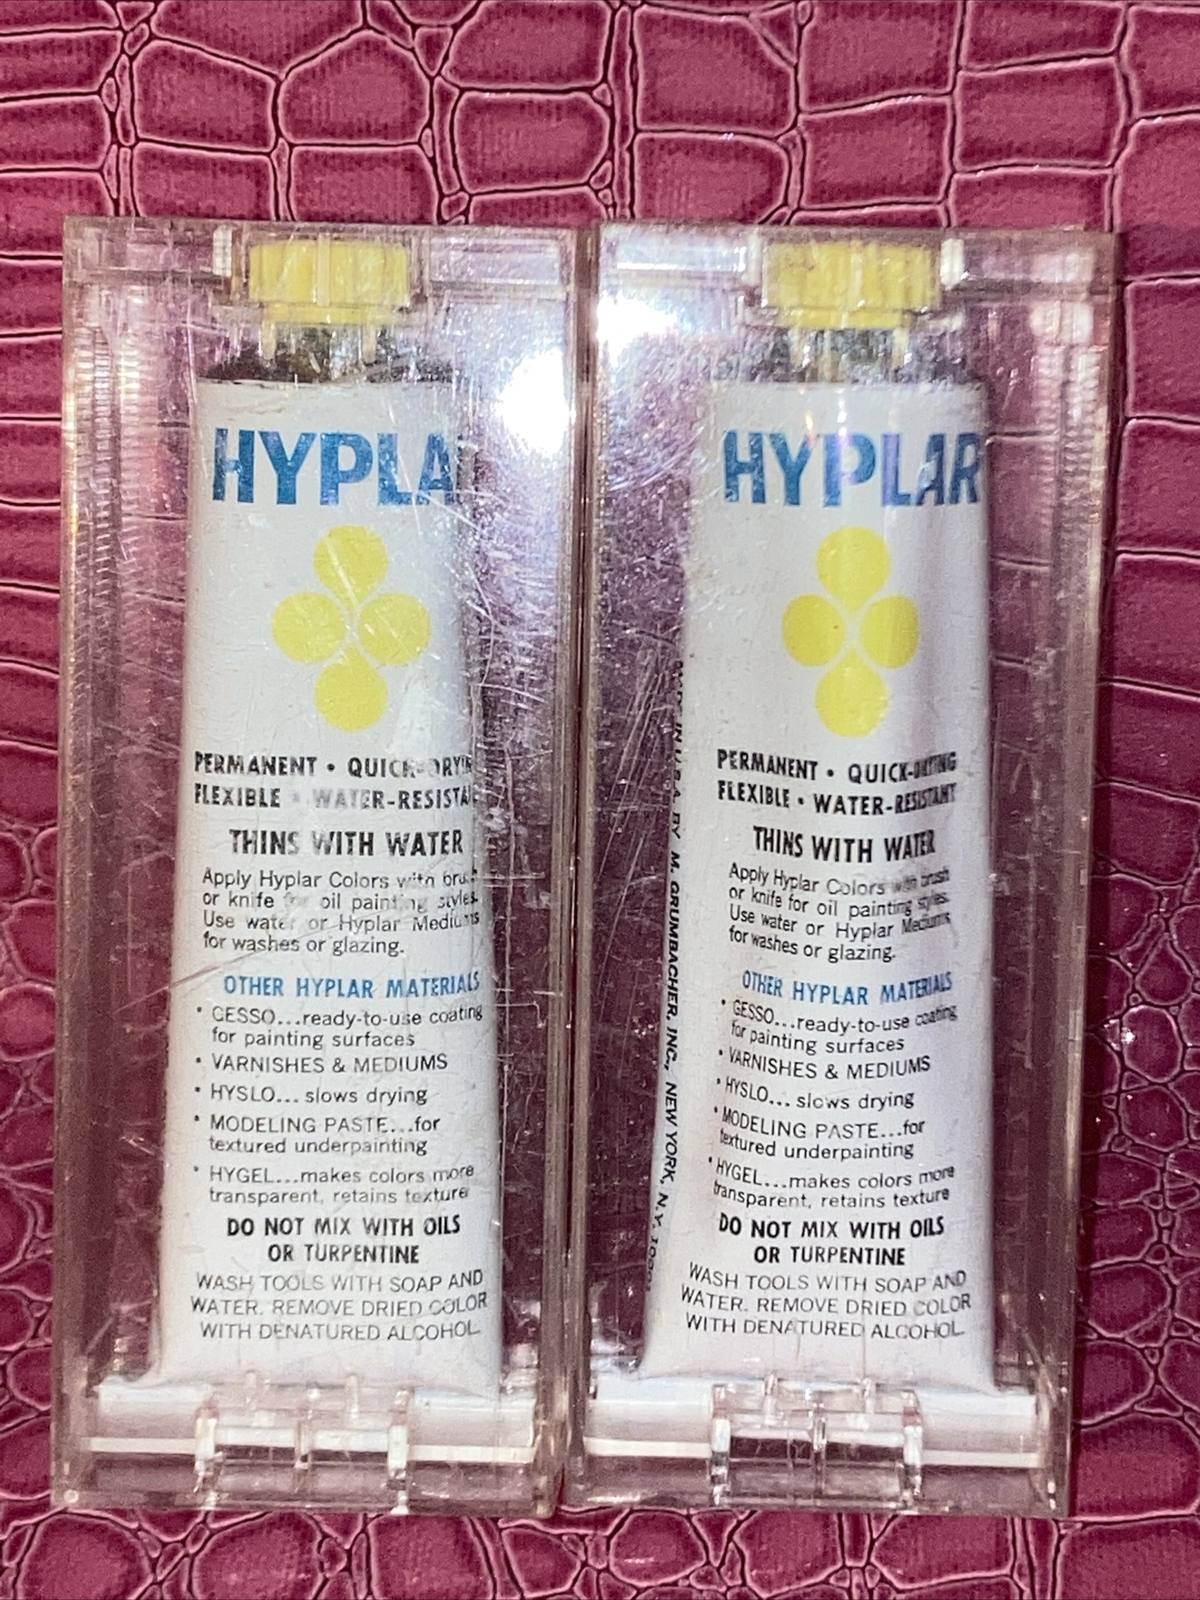 HYPLA
PERMANENT • QUICK-DRYIN
FLEXIBLE • WATER-RESISTA
THINS WITH WATER
Apply Hyplar Colors with brus
or knife for oil painting styles.
Use water or Hyplar Mediums
for washes or glazing.
OTHER HYPLAR MATERIALS
• GESSO...ready-to-use coating
for painting surfaces
• VARNISHES & MEDIUMS
• HYSLO... slows drying
• MODELING PASTE...for
textured underpainting
• HYGEL...makes colors more
transparent, retains texture
DO NOT MIX WITH OILS
OR TURPENTINE
WASH TOOLS WITH SOAP AND
WATER. REMOVE DRIED COLOR
WITH DENATURED ALCOHOL
IN U.S.A. BY M. GRUMBACHER, INC., NEW YORK, N.Y.
HYPLAR
PERMANENT • QUICK-DRYING
FLEXIBLE • WATER-RESISTANT
THINS WITH WATER
Apply Hyplar Colors with brush
or knife for oil painting styles.
Use water or Hyplar Mediums
for washes or glazing.
OTHER HYPLAR MATERIALS
• GESSO...ready-to-use coating
for painting surfaces
• VARNISHES & MEDIUMS
• HYSLO... slows drying
• MODELING PASTE...for
textured underpainting
• HYGEL...makes colors more
transparent, retains texture
DO NOT MIX WITH OILS
OR TURPENTINE
WASH TOOLS WITH SOAP AND
WATER. REMOVE DRIED COLOR
WITH DENATURED ALCOHOL